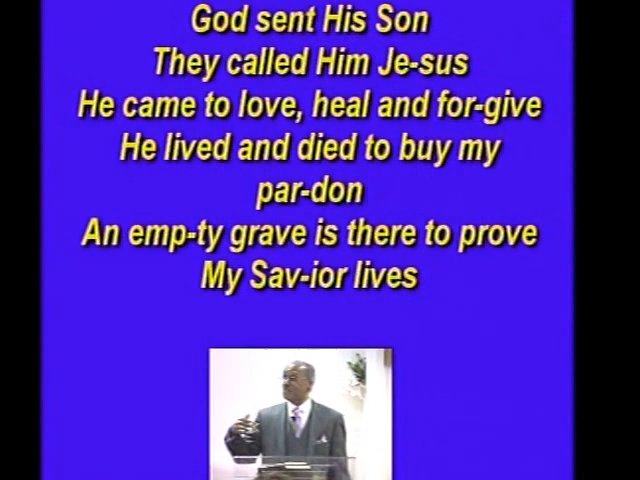 God sent His Son
They called Him Je-sus
He came to love, heal and for-give
He lived and died to buy my
par-don
An emp-ty grave is there to prove
My Sav-ior lives